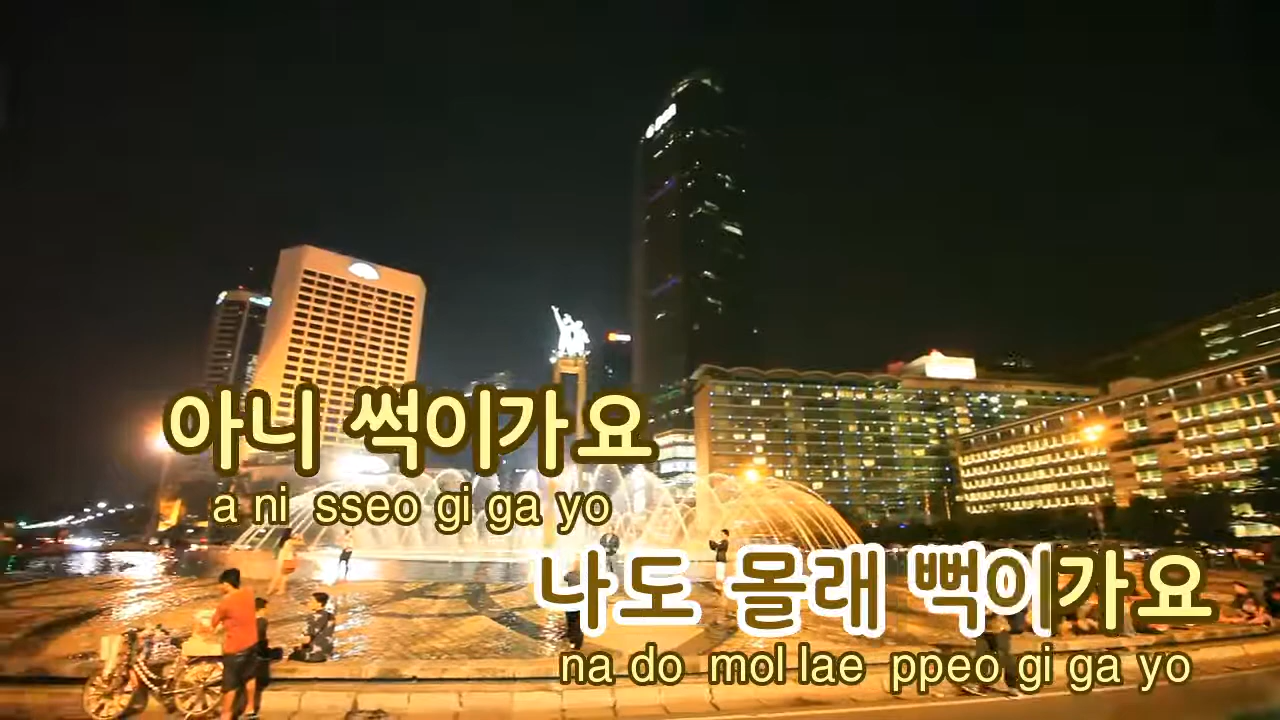 아니 썩이가요
a ni sseo gi ga yo
나도 몰래 뻑이가요
na do mol lae ppeo gi ga yo